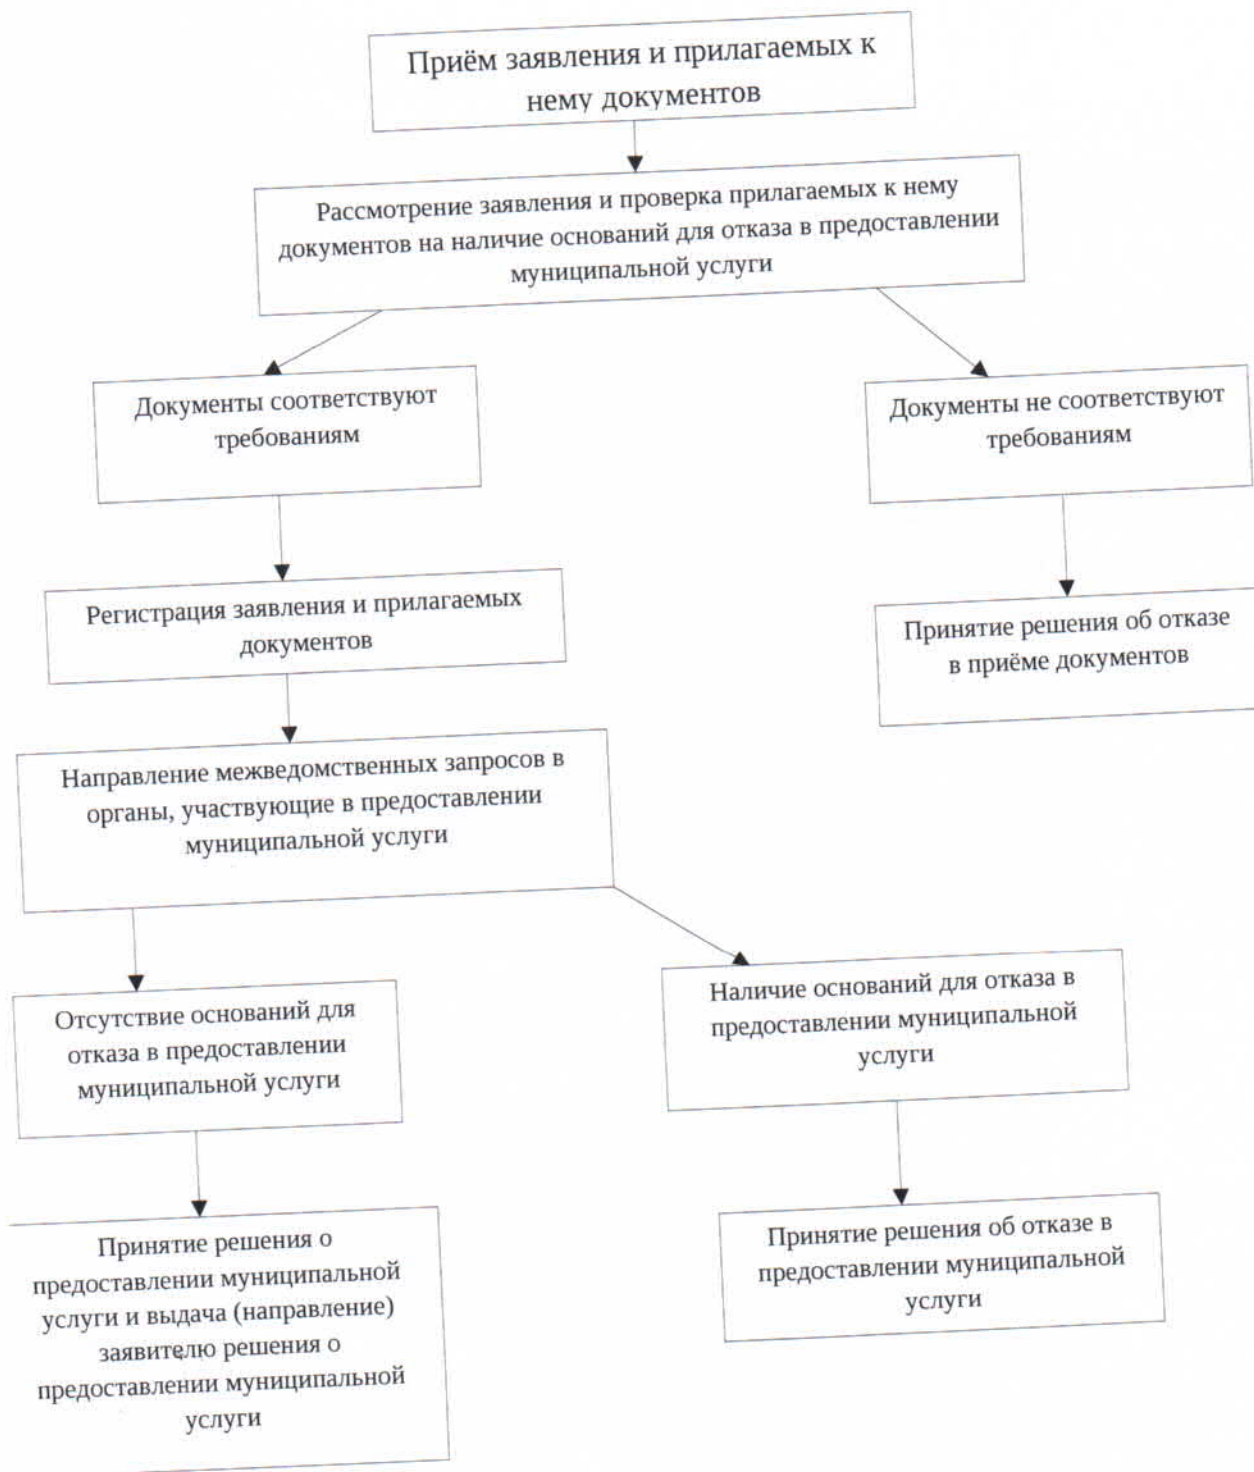 Приём заявления и прилагаемых к
нему документов
Рассмотрение заявления и проверка прилагаемых к нему
документов на наличие оснований для отказа в предоставлении
муниципальной услуги
Документы соответствуют
требованиям
Документы не соответствуют
требованиям
Регистрация заявления и прилагаемых
документов
Принятие решения об отказе
в приёме документов
Направление межведомственных запросов в
органы, участвующие в предоставлении
муниципальной услуги
Отсутствие оснований для
отказа в предоставлении
муниципальной услуги
Наличие оснований для отказа в
предоставлении муниципальной
услуги
Принятие решения о
предоставлении муниципальной
услуги и выдача (направление)
заявителю решения о
предоставлении муниципальной
услуги
Принятие решения об отказе в
предоставлении муниципальной
услуги